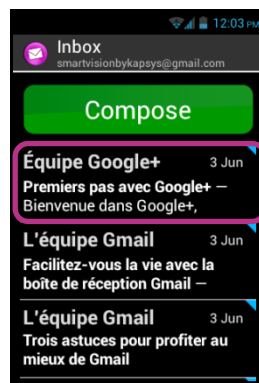 12:03 PM
Inbox
smartvisionbykapsys@gmail.com
Compose
Équipe Google+ 3 Jun
Premiers pas avec Google+ —
Bienvenue dans Google+,
L'équipe Gmail 3 Jun
Facilitez-vous la vie avec la
boîte de réception Gmail —
L'équipe Gmail 3 Jun
Trois astuces pour profiter au
mieux de Gmail